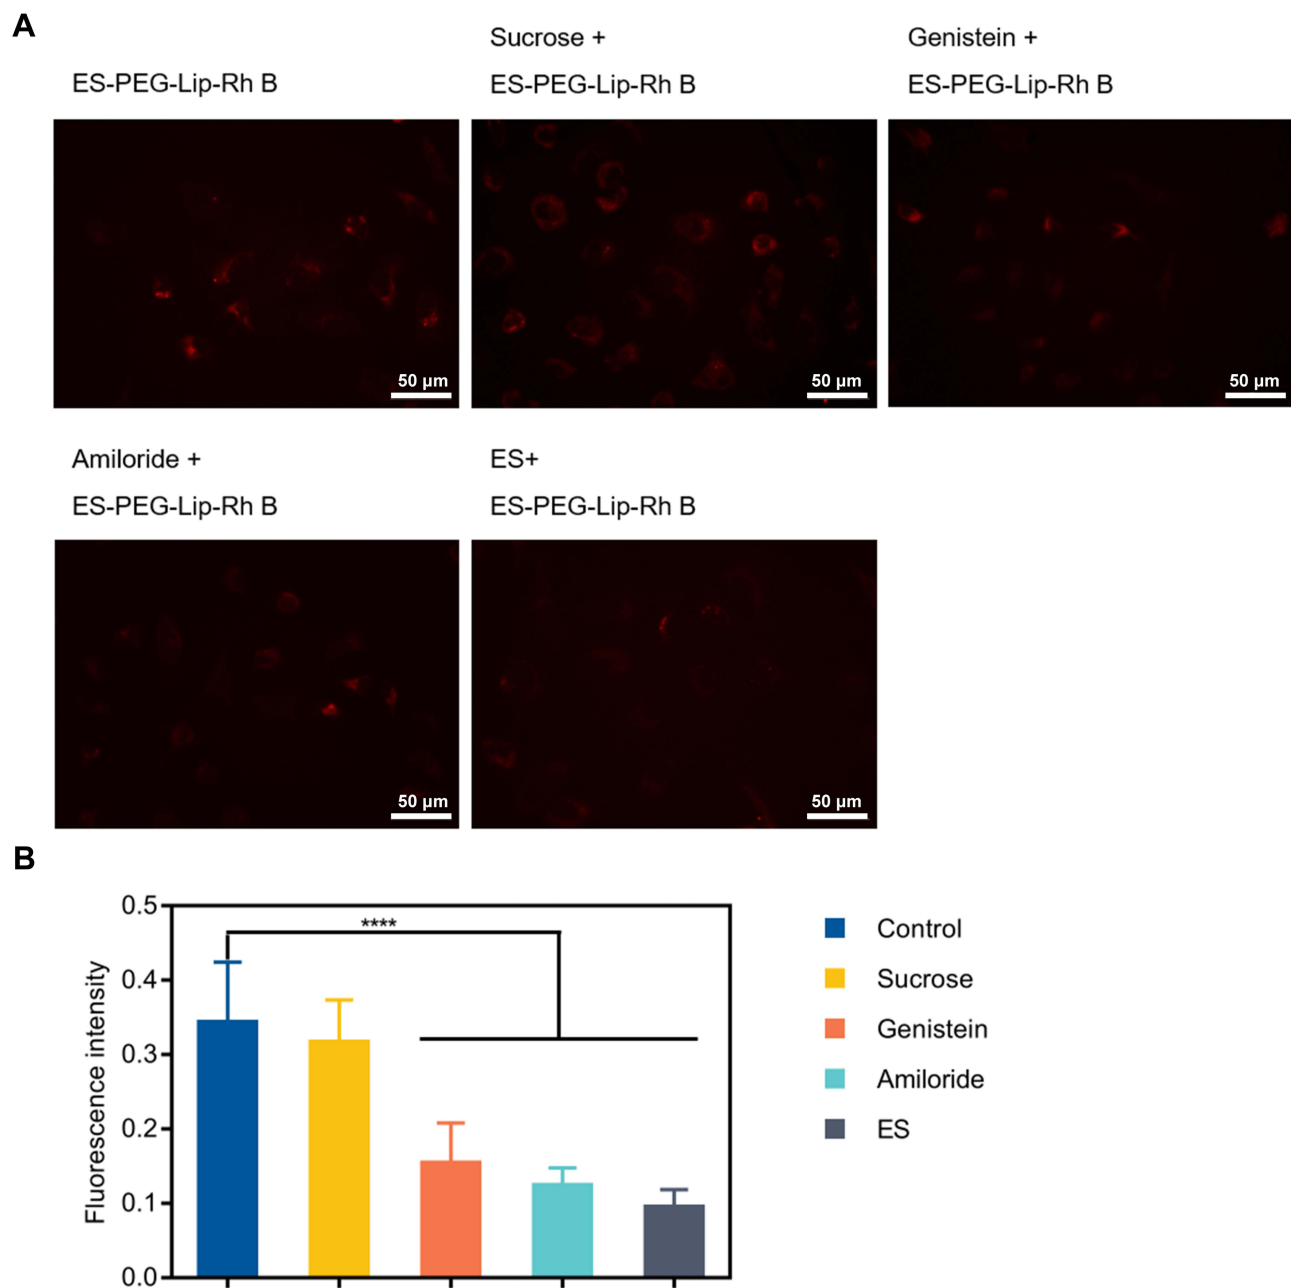 A
ES-PEG-Lip-Rh B
Sucrose +
ES-PEG-Lip-Rh B
Genistein +
ES-PEG-Lip-Rh B
50 μm
50 μm
50 μm
Amiloride +
ES-PEG-Lip-Rh B
ES+
ES-PEG-Lip-Rh B
50 μm
50 μm
B
Fluorescence intensity
0.5
0.4
0.3
0.2
0.1
0.0
****
Control
Sucrose
Genistein
Amiloride
ES